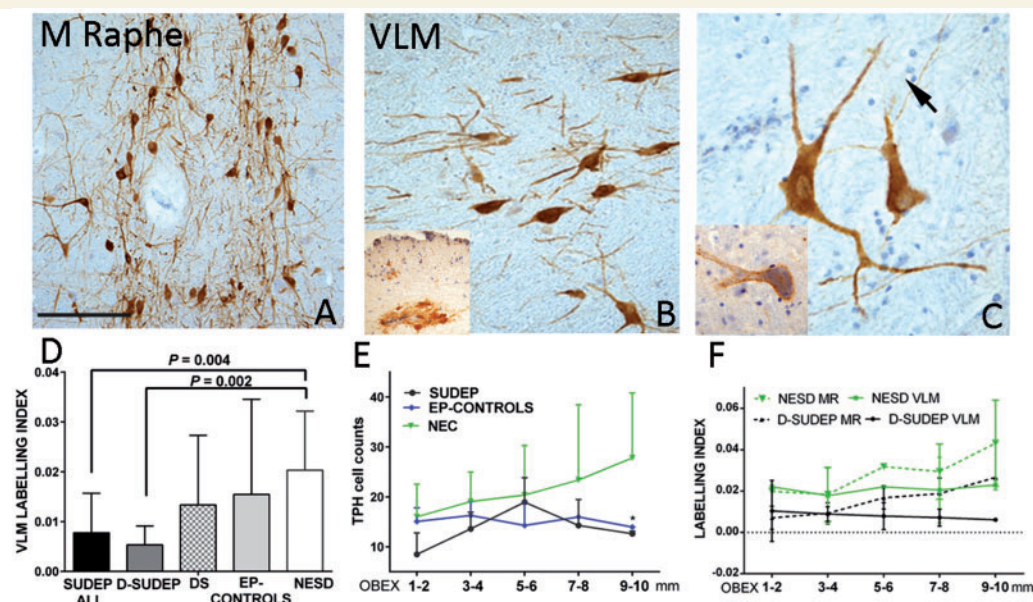 M Raphe
A
VLM
B
C
D
P = 0.004
P = 0.002
VLM LABELLING INDEX
0.04
0.03
0.02
0.01
0.00
SUDEP ALL
D-SUDEP
DS
EP-CONTROLS
NESD
E
SUDEP
EP-CONTROLS
NEC
TPH cell counts
40
30
20
10
*
OBEX 1-2 3-4 5-6 7-8 9-10 mm
F
NESD MR NESD VLM
D-SUDEP MR D-SUDEP VLM
LABELLING INDEX
0.06
0.04
0.02
0.00
-0.02
OBEX 1-2 3-4 5-6 7-8 9-10 mm